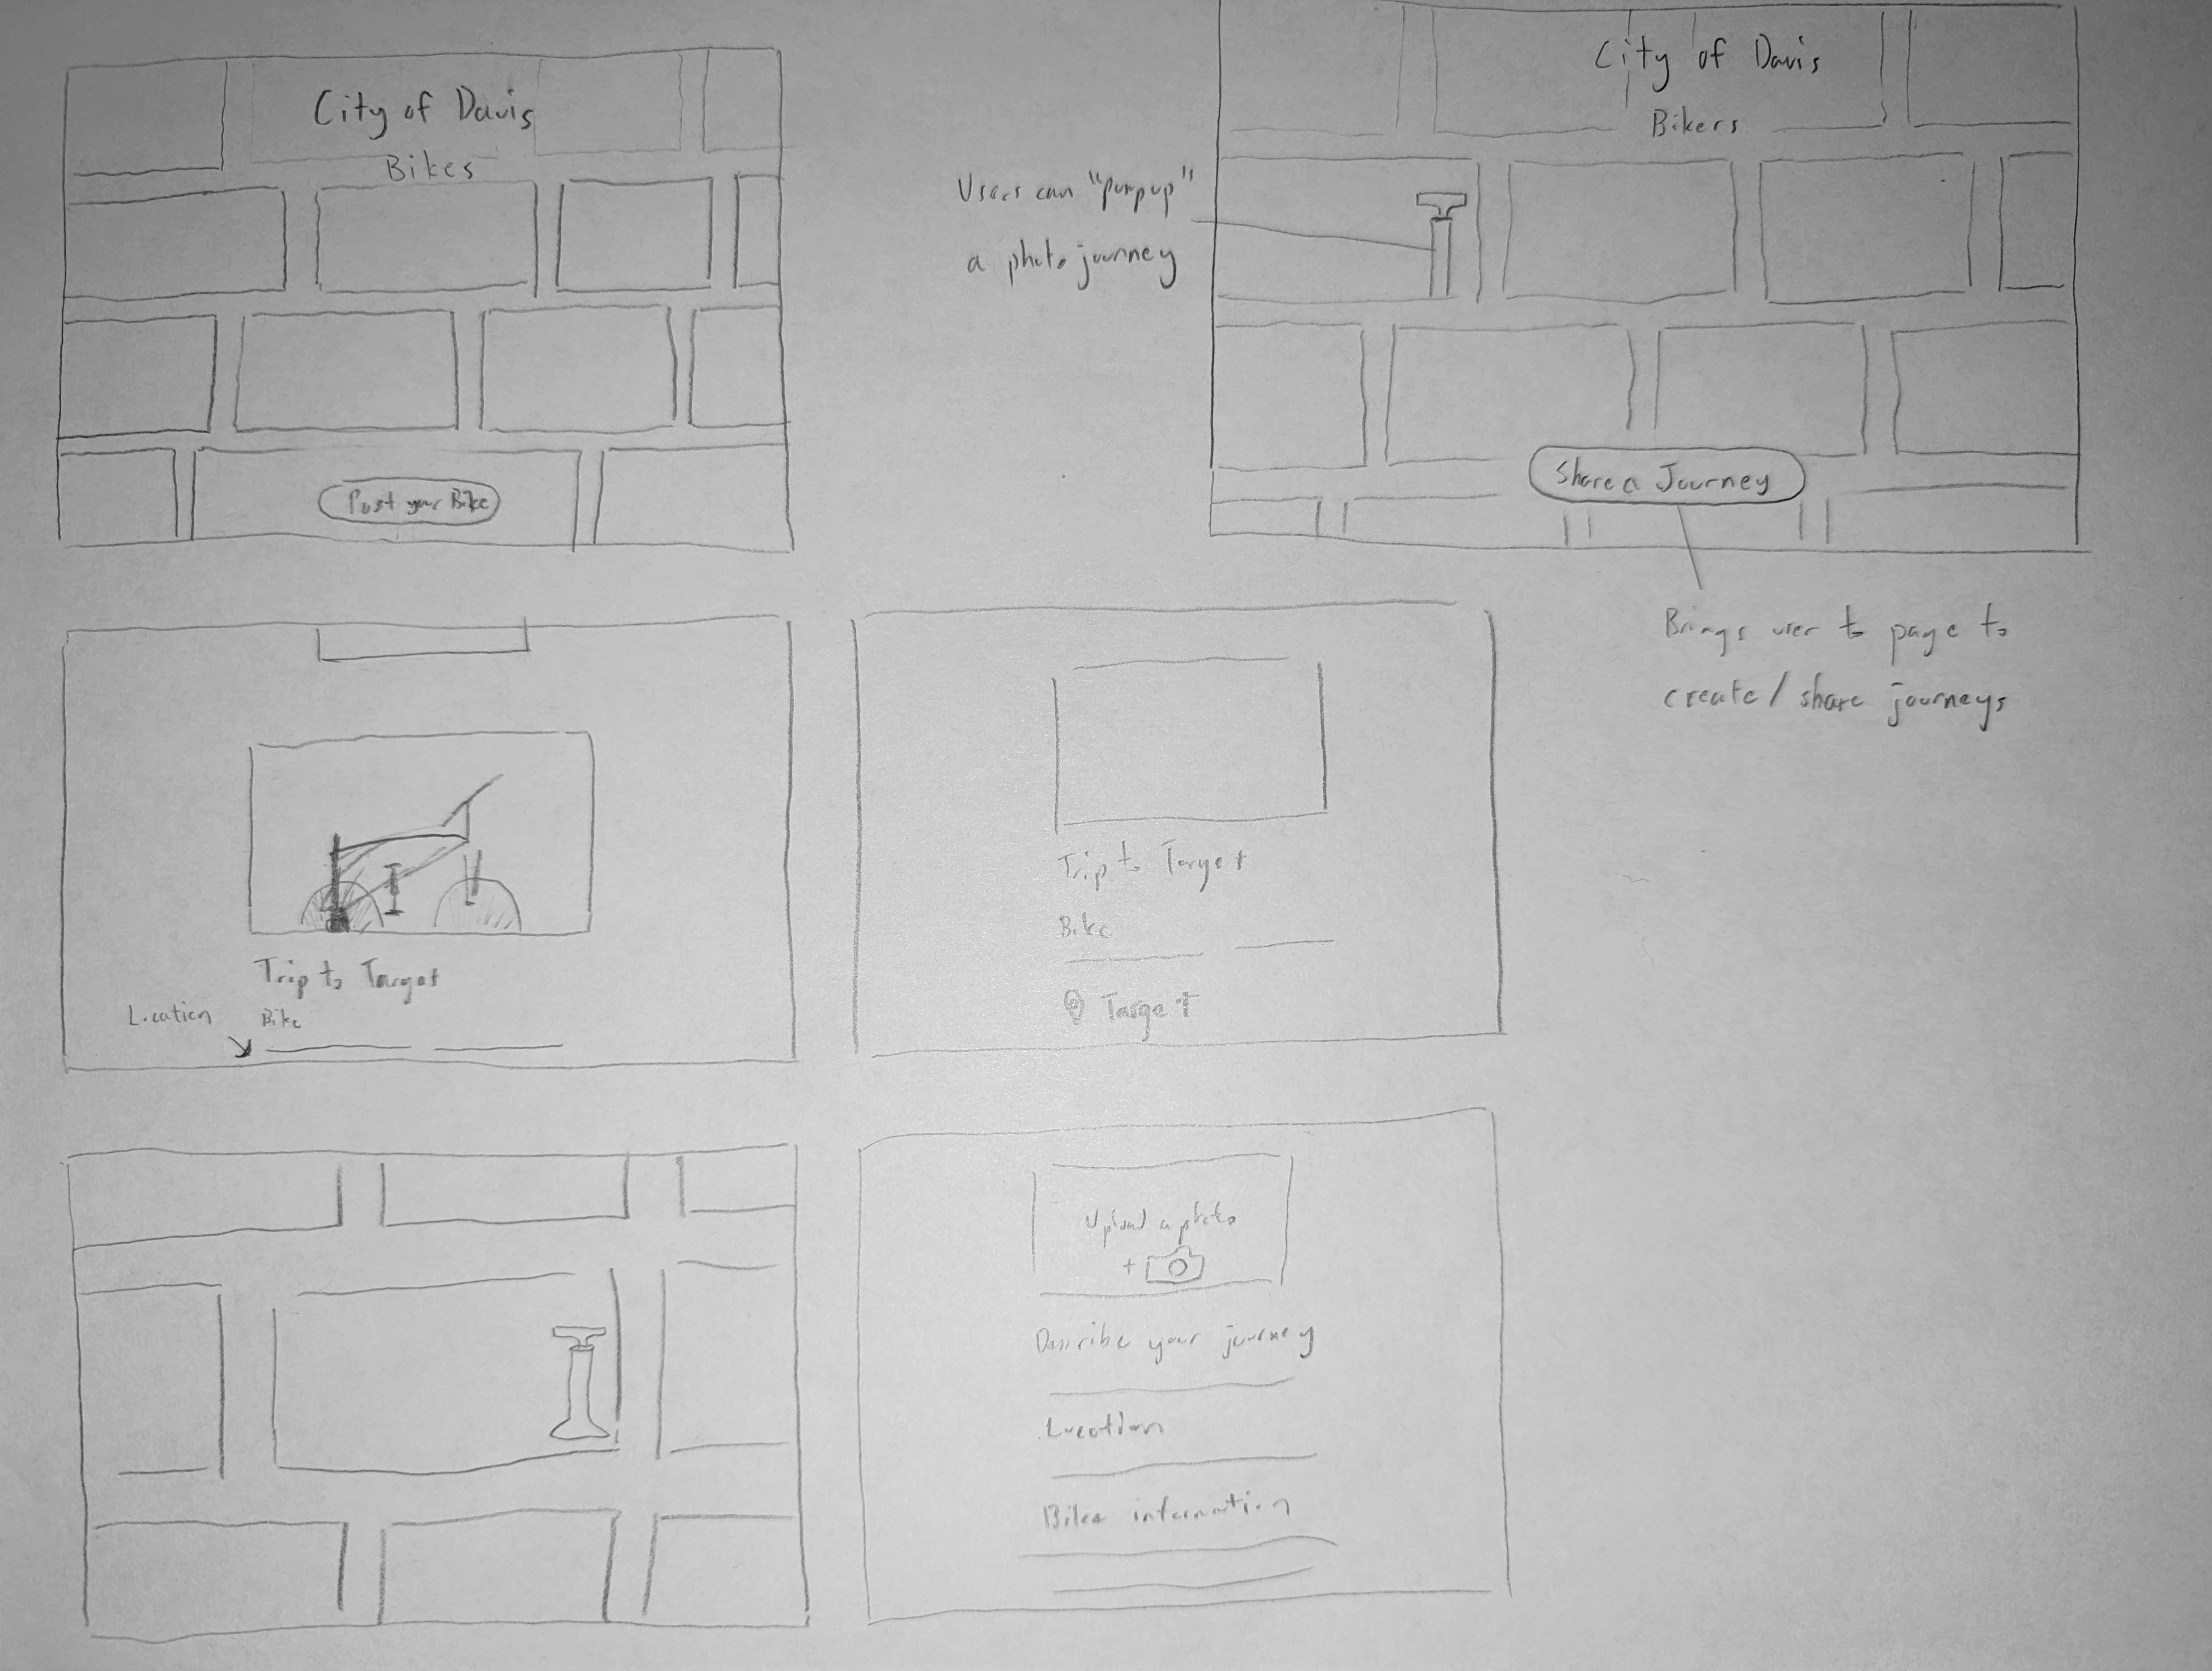 City of Davis
Bikes
Post your Bike
Users can "pumpup"
a photo journey
City of Davis
Bikers
Share a Journey
Brings user to page to
create / share journeys
Trip to Target
Location
Bike
Trip to Target
Bike
Target
Upload a photo
+
Describe your journey
Location
Bike information